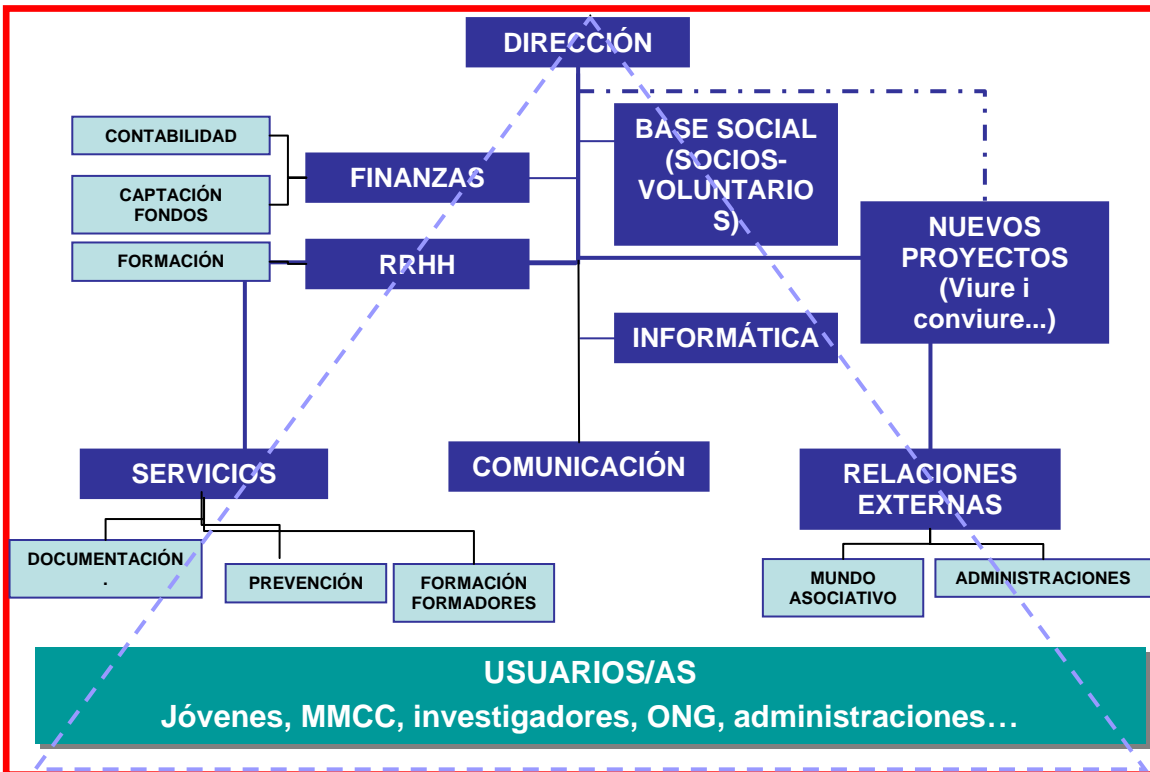 DIRECCIÓN
BASE SOCIAL
(SOCIOS-
VOLUNTARIO
S)
CONTABILIDAD
FINANZAS
CAPTACIÓN
FONDOS
NUEVOS
PROYECTOS
(Viure i
conviure...)
FORMACIÓN
RRHH
INFORMÁTICA
SERVICIOS
COMUNICACIÓN
RELACIONES
EXTERNAS
DOCUMENTACIÓN
.
PREVENCIÓN
FORMACIÓN
FORMADORES
MUNDO
ASOCIATIVO
ADMINISTRACIONES
USUARIOS/AS
Jóvenes, MMCC, investigadores, ONG, administraciones…